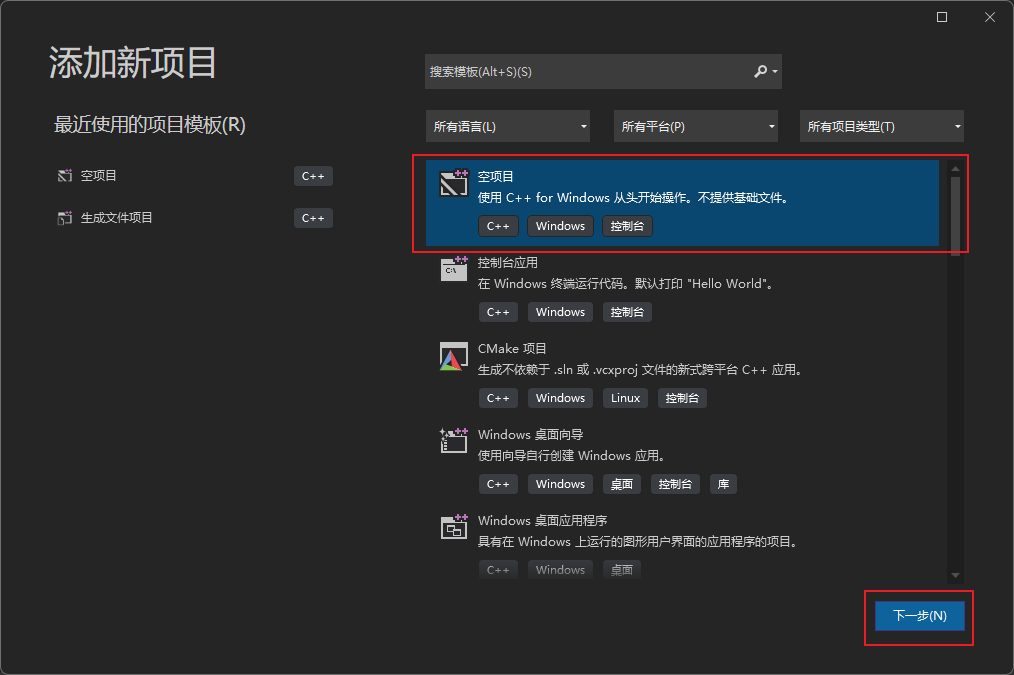 添加新项目
最近使用的项目模板(R)
空项目 C++
生成文件项目 C++
搜索模板(Alt+S)(S)
所有语言(L) 所有平台(P) 所有项目类型(T)
空项目
使用 C++ for Windows 从头开始操作。不提供基础文件。
C++ Windows 控制台
控制台应用
C:\
在 Windows 终端运行代码。默认打印 "Hello World"。
C++ Windows 控制台
CMake 项目
生成不依赖于 .sln 或 .vcxproj 文件的新式跨平台 C++ 应用。
C++ Windows Linux 控制台
Windows 桌面向导
使用向导自行创建 Windows 应用。
C++ Windows 桌面 控制台 库
Windows 桌面应用程序
具有在 Windows 上运行的图形用户界面的应用程序的项目。
C++ Windows 桌面
下一步(N)